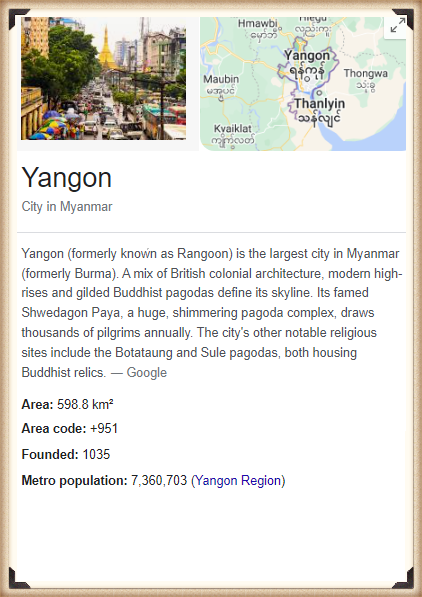 Hmawbi
မှော်ဘီ
Hlegu
လှည်းကူး
Yangon
ရန်ကုန်
Maubin
မအူပင်
Thongwa
သုံးခွ
Thanlyin
သန်လျင်
Kvaiklat
ကျိုက်လတ်
Yangon
City in Myanmar
Yangon (formerly known as Rangoon) is the largest city in Myanmar
(formerly Burma). A mix of British colonial architecture, modern high-
rises and gilded Buddhist pagodas define its skyline. Its famed
Shwedagon Paya, a huge, shimmering pagoda complex, draws
thousands of pilgrims annually. The city's other notable religious
sites include the Botataung and Sule pagodas, both housing
Buddhist relics. — Google
Area: 598.8 km²
Area code: +951
Founded: 1035
Metro population: 7,360,703 (Yangon Region)